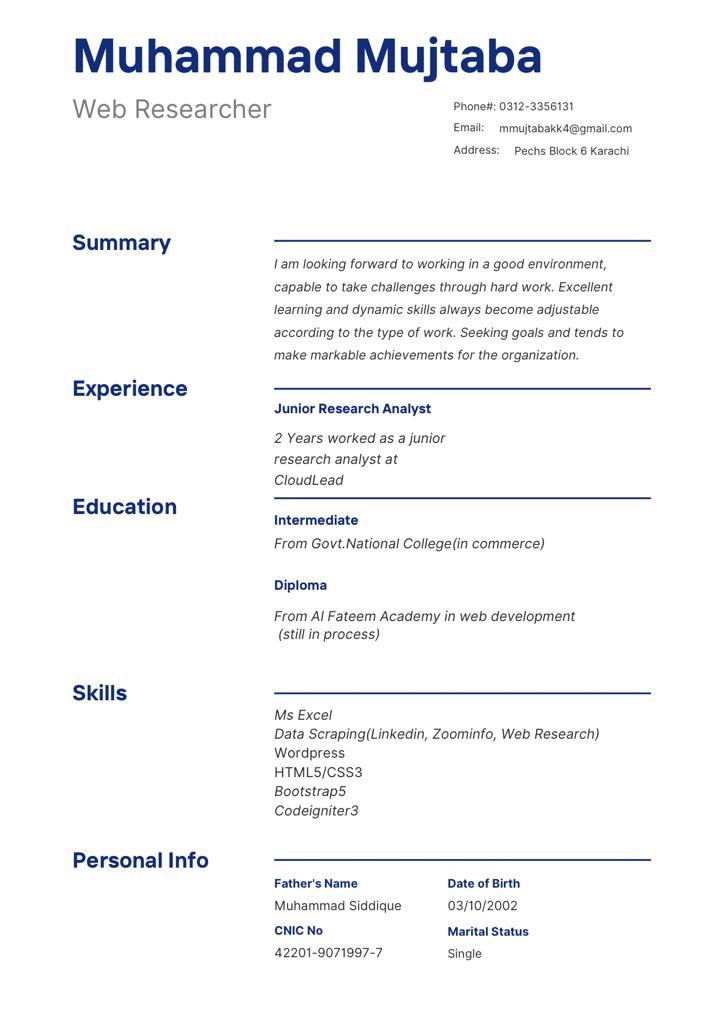 Muhammad Mujtaba
Web Researcher
Phone#: 0312-3356131
Email: mmujtabakk4@gmail.com
Address: Pechs Block 6 Karachi
Summary
I am looking forward to working in a good environment,
capable to take challenges through hard work. Excellent
learning and dynamic skills always become adjustable
according to the type of work. Seeking goals and tends to
make markable achievements for the organization.
Experience
Junior Research Analyst
2 Years worked as a junior
research analyst at
CloudLead
Education
Intermediate
From Govt.National College(in commerce)
Diploma
From Al Fateem Academy in web development
(still in process)
Skills
Ms Excel
Data Scraping(Linkedin, Zoominfo, Web Research)
Wordpress
HTML5/CSS3
Bootstrap5
Codeigniter3
Personal Info
Father's Name
Muhammad Siddique
Date of Birth
03/10/2002
CNIC No
42201-9071997-7
Marital Status
Single